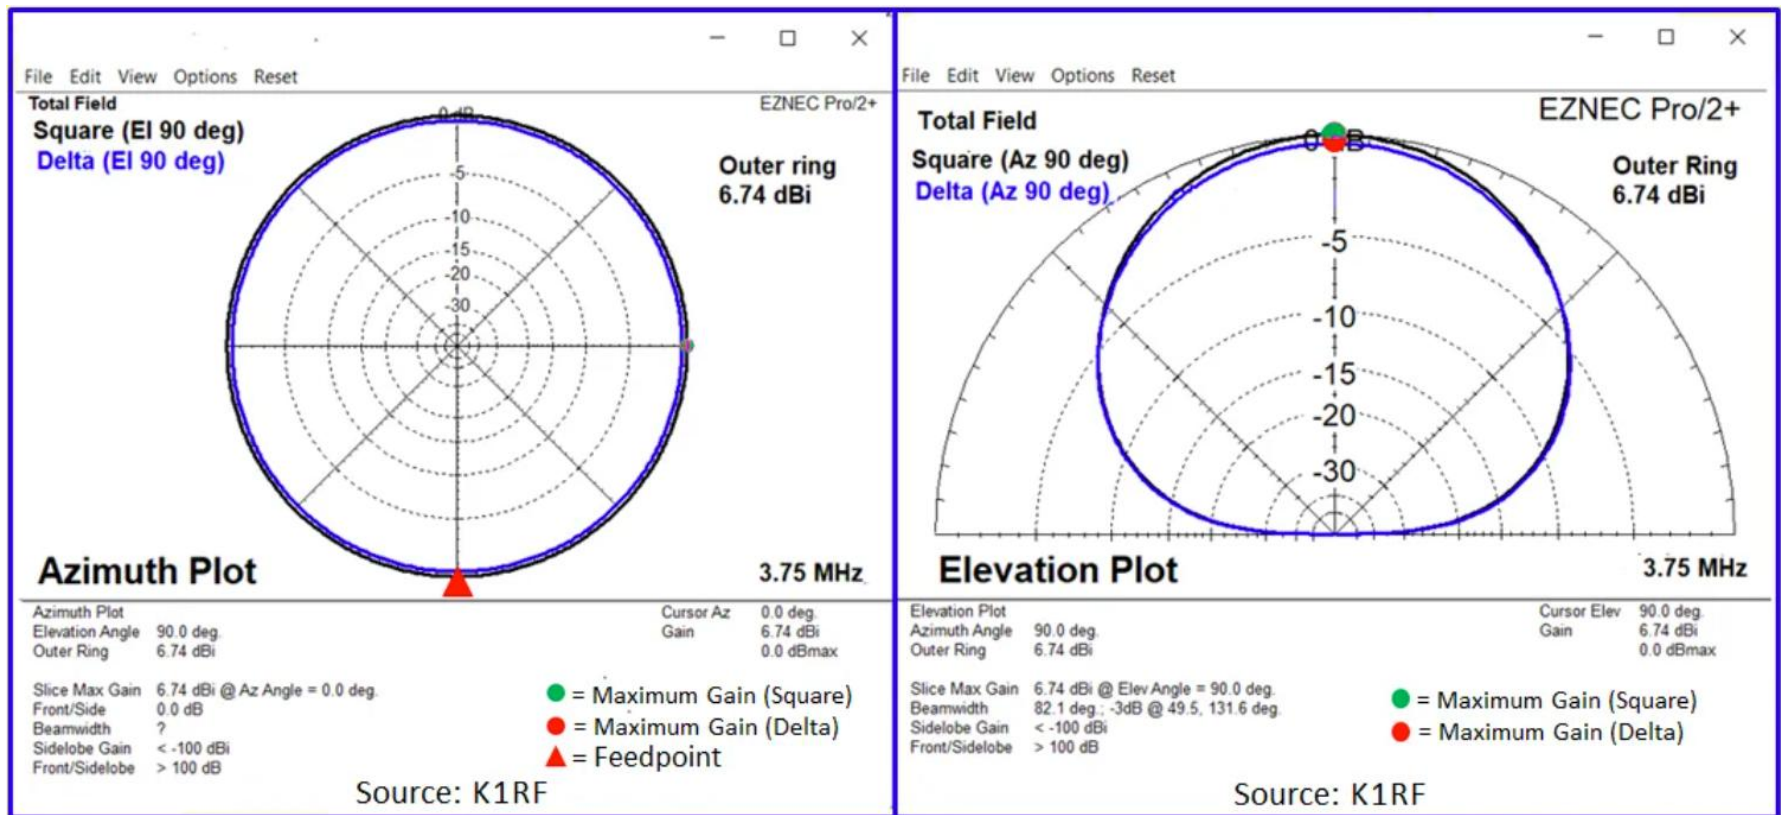 File Edit View Options Reset
Total Field
EZNEC Pro/2+
Square (El 90 deg)
Delta (El 90 deg)
Outer ring
6.74 dBi
0 dB
-5
-10
-15
-20
-30
Azimuth Plot
3.75 MHz
Azimuth Plot
Elevation Angle 90.0 deg.
Outer Ring 6.74 dBi
Cursor Az 0.0 deg.
Gain 6.74 dBi
0.0 dBmax
Slice Max Gain 6.74 dBi @ Az Angle = 0.0 deg.
Front/Side 0.0 dB
Beamwidth ?
Sidelobe Gain < -100 dBi
Front/Sidelobe > 100 dB
= Maximum Gain (Square)
= Maximum Gain (Delta)
= Feedpoint
Source: K1RF
File Edit View Options Reset
EZNEC Pro/2+
Total Field
Square (Az 90 deg)
Delta (Az 90 deg)
Outer Ring
6.74 dBi
-5
-10
-15
-20
-30
Elevation Plot
3.75 MHz
Elevation Plot
Azimuth Angle 90.0 deg.
Outer Ring 6.74 dBi
Cursor Elev 90.0 deg.
Gain 6.74 dBi
0.0 dBmax
Slice Max Gain 6.74 dBi @ Elev Angle = 90.0 deg.
Beamwidth 82.1 deg.; -3dB @ 49.5, 131.6 deg.
Sidelobe Gain < -100 dBi
Front/Sidelobe > 100 dB
= Maximum Gain (Square)
= Maximum Gain (Delta)
Source: K1RF